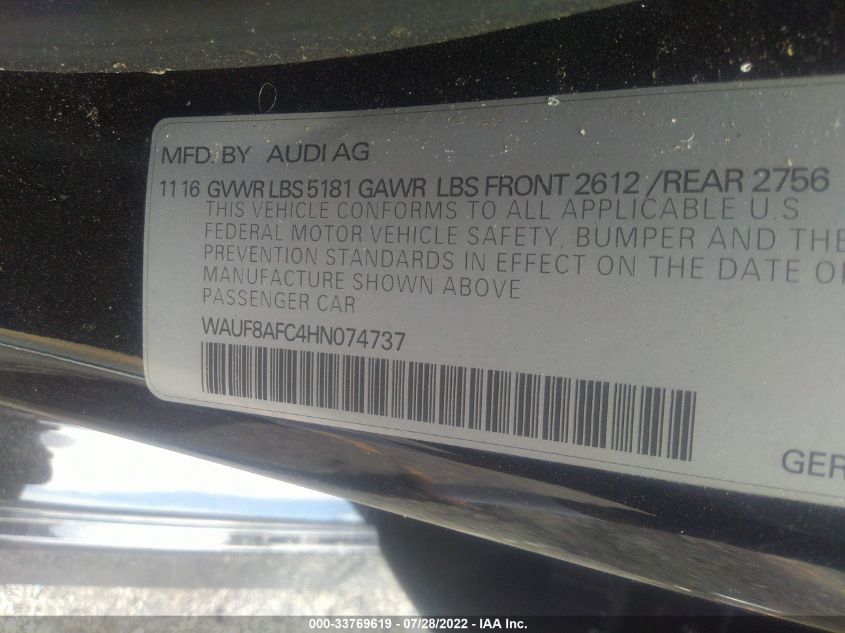 MFD. BY AUDI AG
11 16 GVWR LBS 5181 GAWR LBS FRONT 2612 /REAR 2756
THIS VEHICLE CONFORMS TO ALL APPLICABLE U.S.
FEDERAL MOTOR VEHICLE SAFETY, BUMPER AND THE
PREVENTION STANDARDS IN EFFECT ON THE DATE OF
MANUFACTURE SHOWN ABOVE
PASSENGER CAR
WAUF8AFC4HN074737
GER
000-33769619 - 07/28/2022 - IAA Inc.